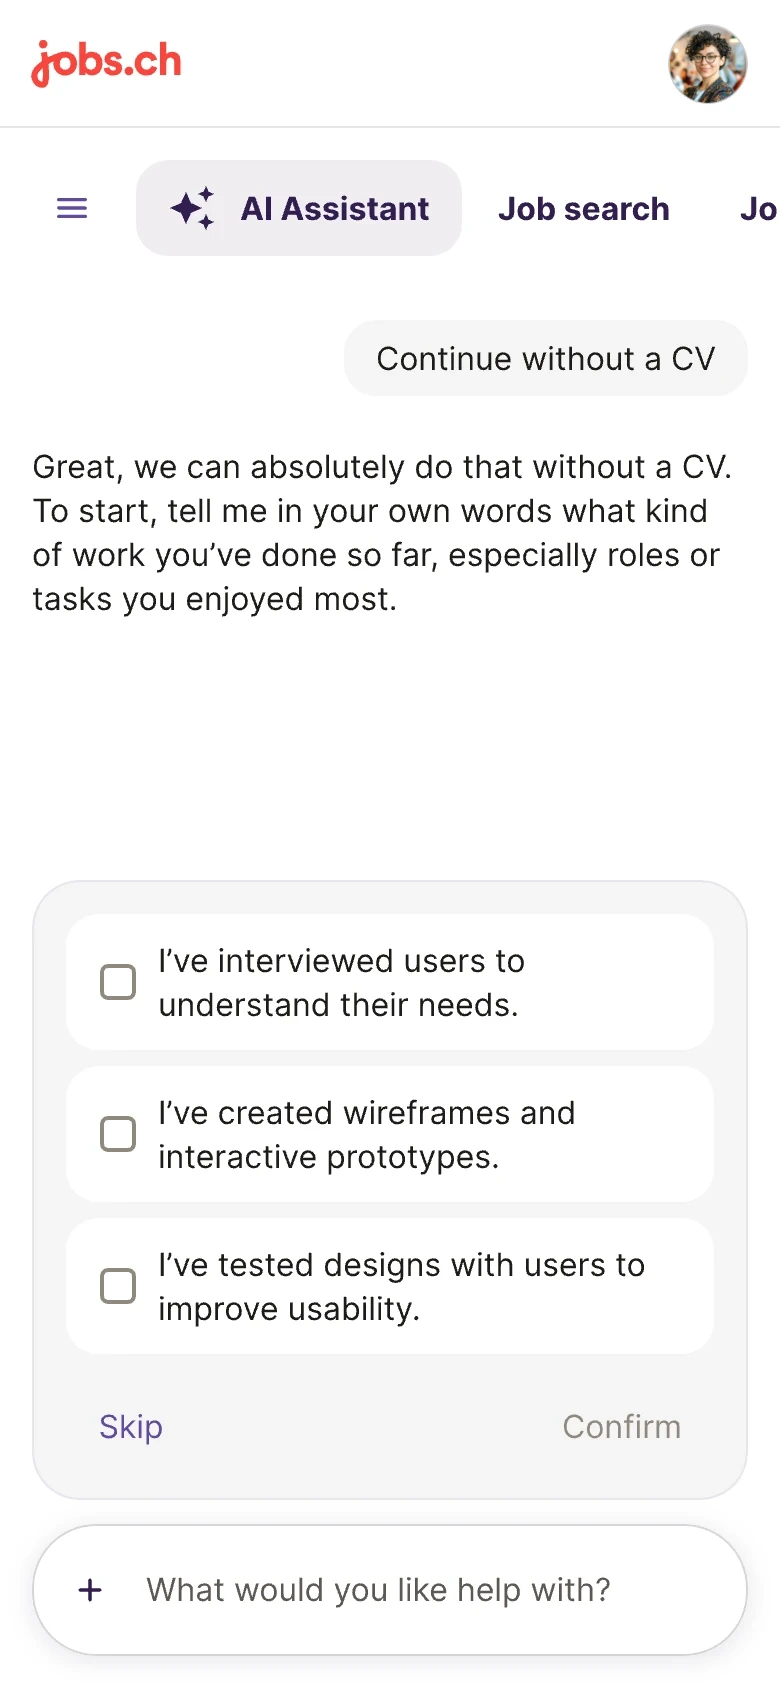 jobs.ch
AI Assistant
Job search
Jo
Continue without a CV
Great, we can absolutely do that without a CV.
To start, tell me in your own words what kind
of work you’ve done so far, especially roles or
tasks you enjoyed most.
I’ve interviewed users to
understand their needs.
I’ve created wireframes and
interactive prototypes.
I’ve tested designs with users to
improve usability.
Skip
Confirm
What would you like help with?